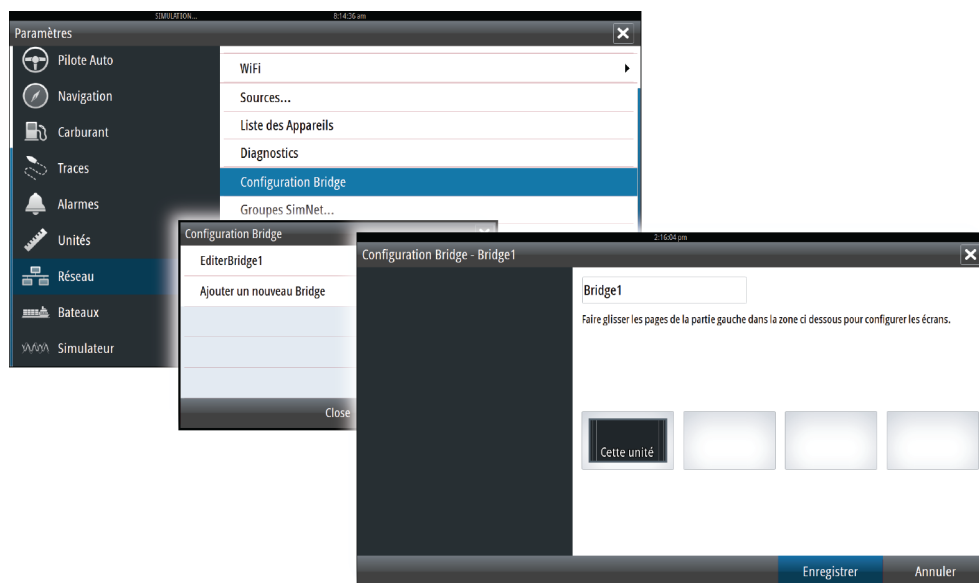 SIMULATION... 8:14:36 am
Paramètres
Pilote Auto
Navigation
Carburant
Traces
Alarmes
Unités
Réseau
Bateaux
Simulateur
WiFi
Sources...
Liste des Appareils
Diagnostics
Configuration Bridge
Groupes SimNet...
Configuration Bridge
EditerBridge1
Ajouter un nouveau Bridge
Close
2:16:04 pm
Configuration Bridge - Bridge1
Bridge1
Faire glisser les pages de la partie gauche dans la zone ci dessous pour configurer les écrans.
Cette unité
Enregistrer Annuler